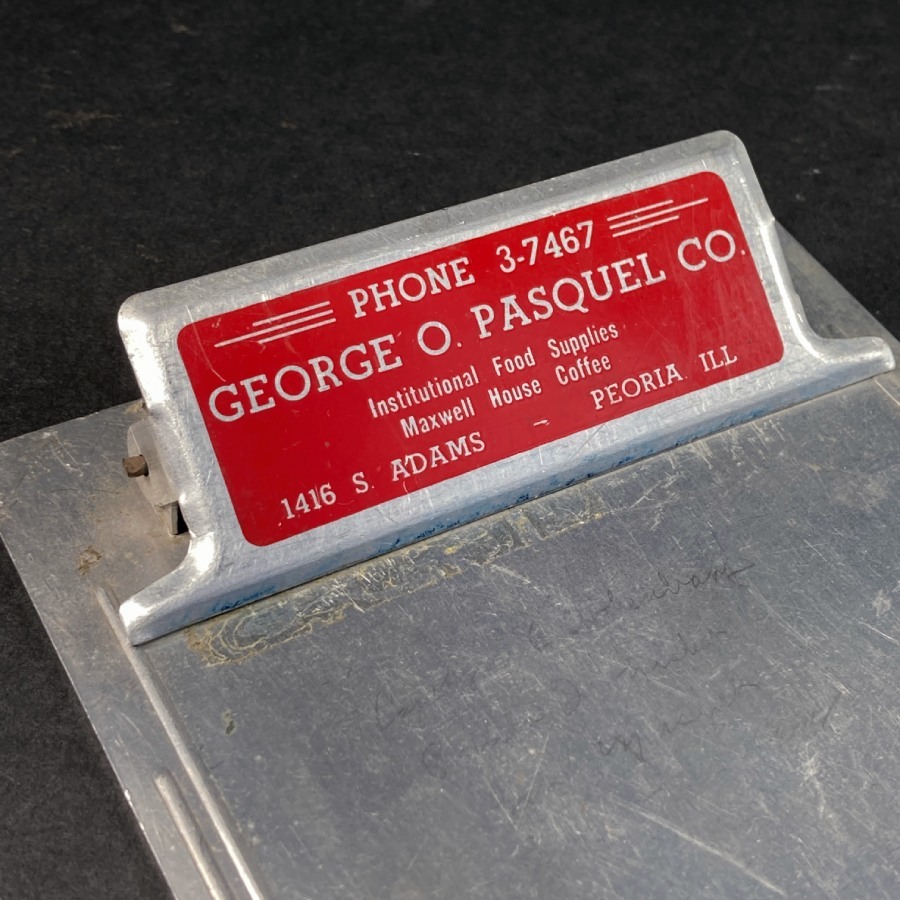 PHONE 3-7467
GEORGE O. PASQUEL CO.
Institutional Food Supplies
Maxwell House Coffee
1416 S. ADAMS - PEORIA ILL